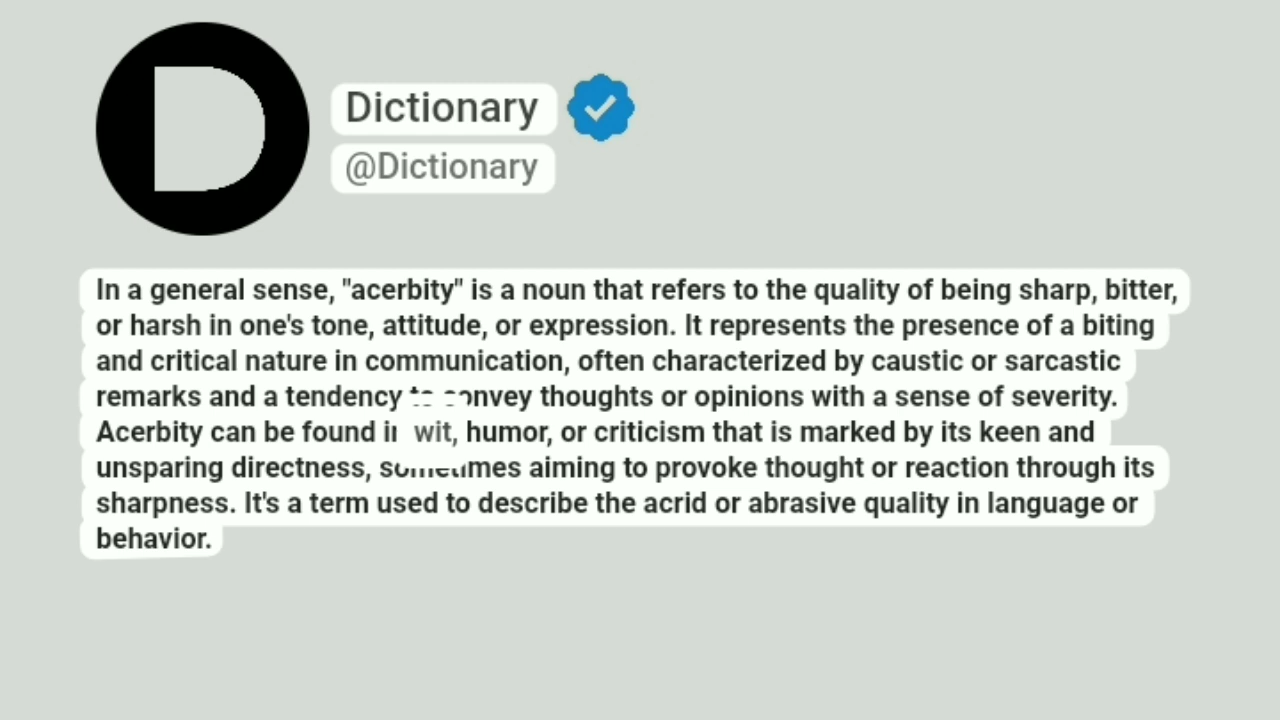 D
Dictionary
@Dictionary
In a general sense, "acerbity" is a noun that refers to the quality of being sharp, bitter,
or harsh in one's tone, attitude, or expression. It represents the presence of a biting
and critical nature in communication, often characterized by caustic or sarcastic
remarks and a tendency to convey thoughts or opinions with a sense of severity.
Acerbity can be found in wit, humor, or criticism that is marked by its keen and
unsparing directness, sometimes aiming to provoke thought or reaction through its
sharpness. It's a term used to describe the acrid or abrasive quality in language or
behavior.